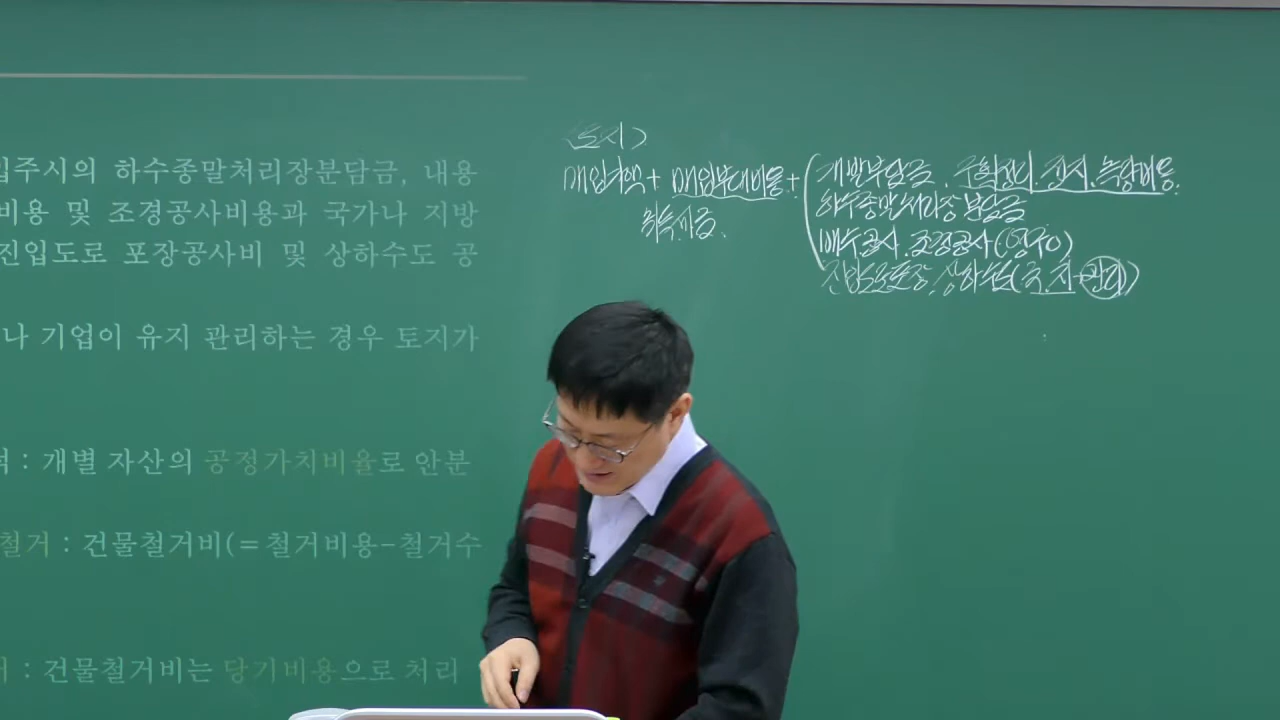 입주시의 하수종말처리장분담금, 내용
비용 및 조경공사비용과 국가나 지방
진입도로 포장공사비 및 상하수도 공
나 기업이 유지 관리하는 경우 토지가
적 : 개별 자산의 공정가치비율로 안분
철거 : 건물철거비(=철거비용-철거수
거 : 건물철거비는 당기비용으로 처리
(토지)
매입가액 + 매입부대비용 + 개발부담금, 구획정리, 정지, 측량비용,
취득세 등. 하수종말처리장 분담금
배수공사, 조경공사(영구)
진입도로포장, 상하수도(국, 지 관리)